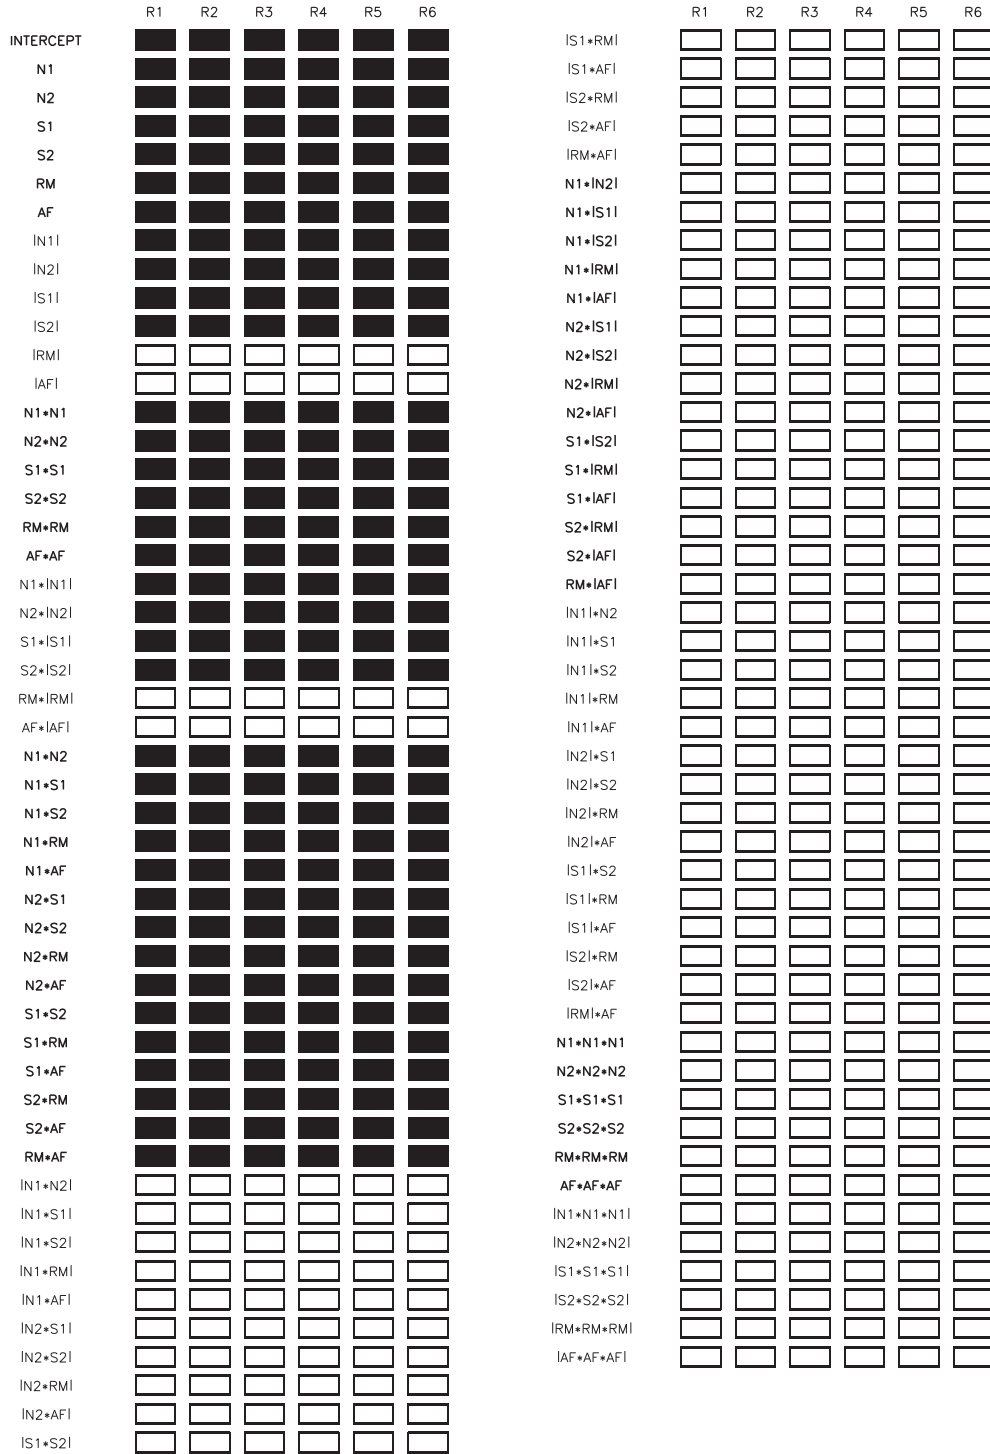 R1 R2 R3 R4 R5 R6
INTERCEPT
N1
N2
S1
S2
RM
AF
|N1|
|N2|
|S1|
|S2|
|RM|
|AF|
N1*N1
N2*N2
S1*S1
S2*S2
RM*RM
AF*AF
N1*|N1|
N2*|N2|
S1*|S1|
S2*|S2|
RM*|RM|
AF*|AF|
N1*N2
N1*S1
N1*S2
N1*RM
N1*AF
N2*S1
N2*S2
N2*RM
N2*AF
S1*S2
S1*RM
S1*AF
S2*RM
S2*AF
RM*AF
|N1*N2|
|N1*S1|
|N1*S2|
|N1*RM|
|N1*AF|
|N2*S1|
|N2*S2|
|N2*RM|
|N2*AF|
|S1*S2|
R1 R2 R3 R4 R5 R6
|S1*RM|
|S1*AF|
|S2*RM|
|S2*AF|
|RM*AF|
N1*|N2|
N1*|S1|
N1*|S2|
N1*|RM|
N1*|AF|
N2*|S1|
N2*|S2|
N2*|RM|
N2*|AF|
S1*|S2|
S1*|RM|
S1*|AF|
S2*|RM|
S2*|AF|
RM*|AF|
|N1|*N2
|N1|*S1
|N1|*S2
|N1|*RM
|N1|*AF
|N2|*S1
|N2|*S2
|N2|*RM
|N2|*AF
|S1|*S2
|S1|*RM
|S1|*AF
|S2|*RM
|S2|*AF
|RM|*AF
N1*N1*N1
N2*N2*N2
S1*S1*S1
S2*S2*S2
RM*RM*RM
AF*AF*AF
|N1*N1*N1|
|N2*N2*N2|
|S1*S1*S1|
|S2*S2*S2|
|RM*RM*RM|
|AF*AF*AF|